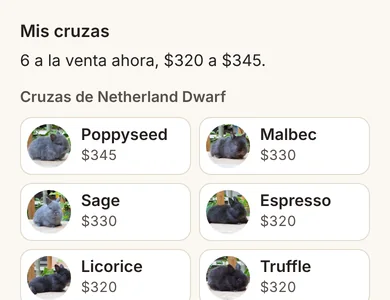 Mis cruzas
6 a la venta ahora, $320 a $345.
Cruzas de Netherland Dwarf
Poppyseed
$345
Malbec
$330
Sage
$330
Espresso
$320
Licorice
$320
Truffle
$320